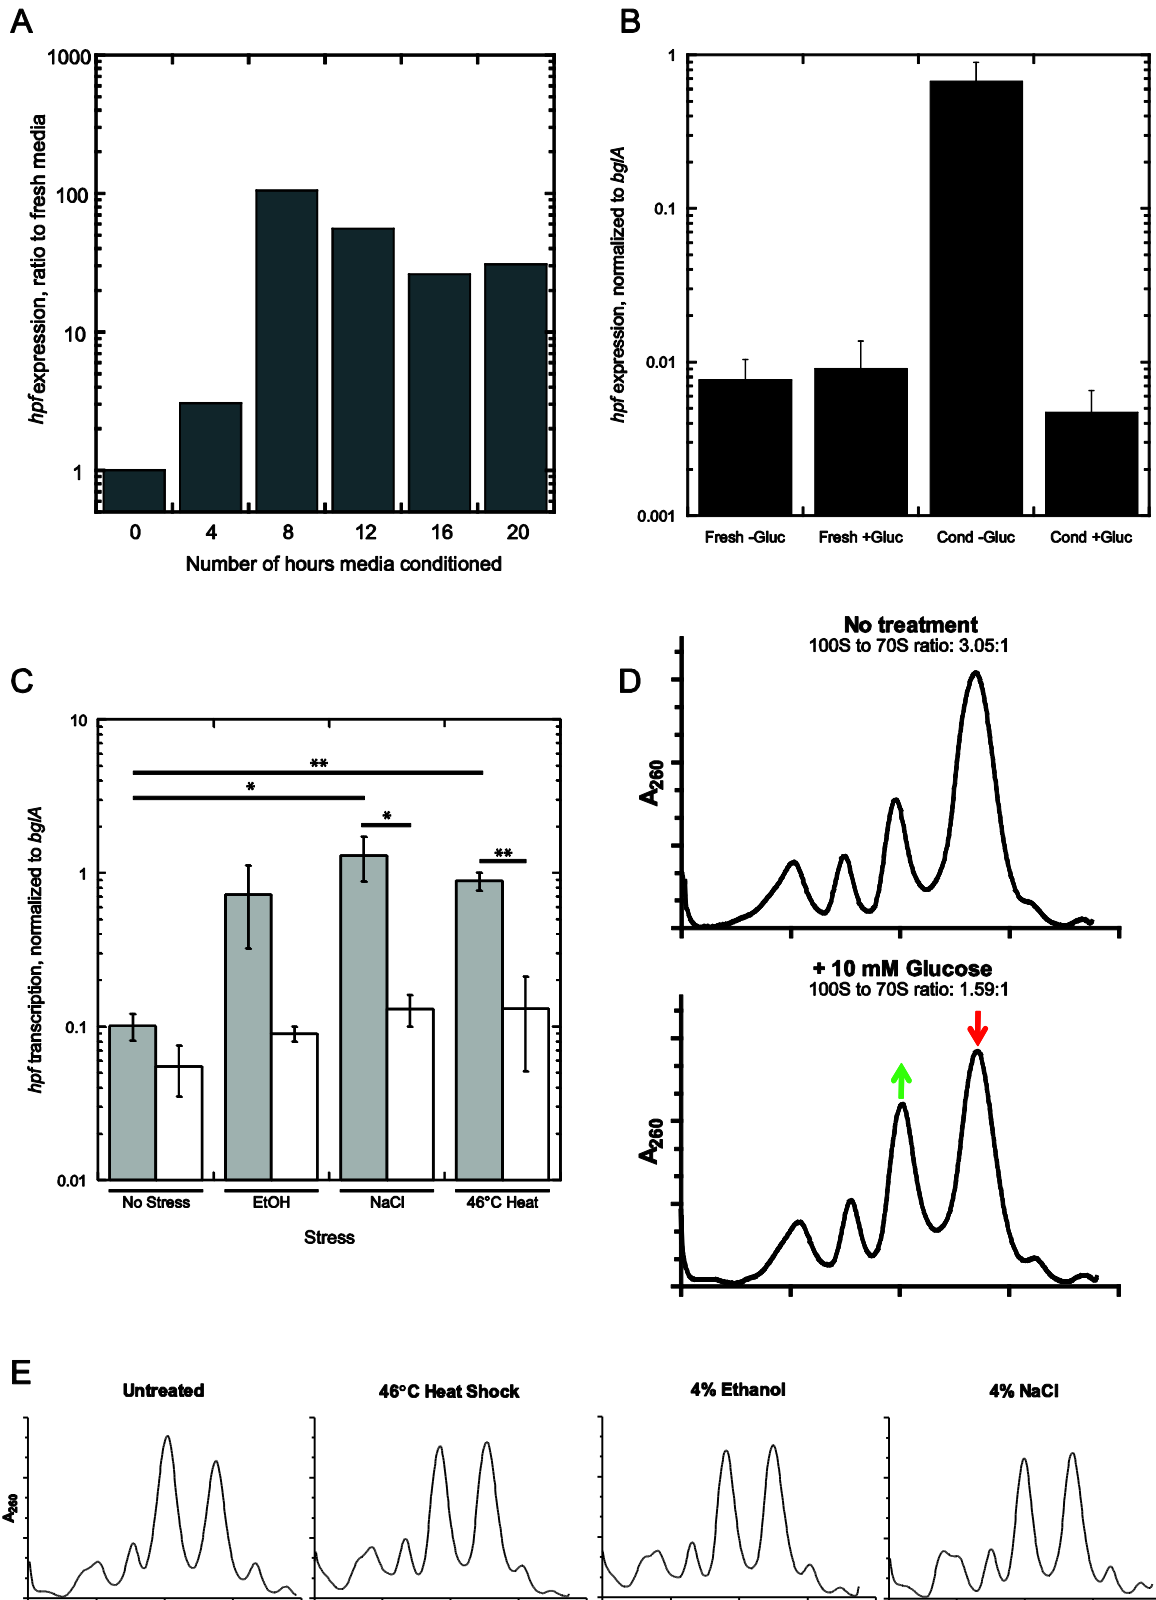 A
1000
100
10
1
hpf expression, ratio to fresh media
0 4 8 12 16 20
Number of hours media conditioned
B
1
0.1
0.01
0.001
hpf expression, normalized to bglA
Fresh -Gluc Fresh +Gluc Cond -Gluc Cond +Gluc
C
10
1
0.1
0.01
hpf transcription, normalized to bglA
**
*
*
**
No Stress EtOH NaCl 46°C Heat
Stress
D
No treatment
100S to 70S ratio: 3.05:1
A260
+ 10 mM Glucose
100S to 70S ratio: 1.59:1
A260
E
Untreated 46°C Heat Shock 4% Ethanol 4% NaCl
A260